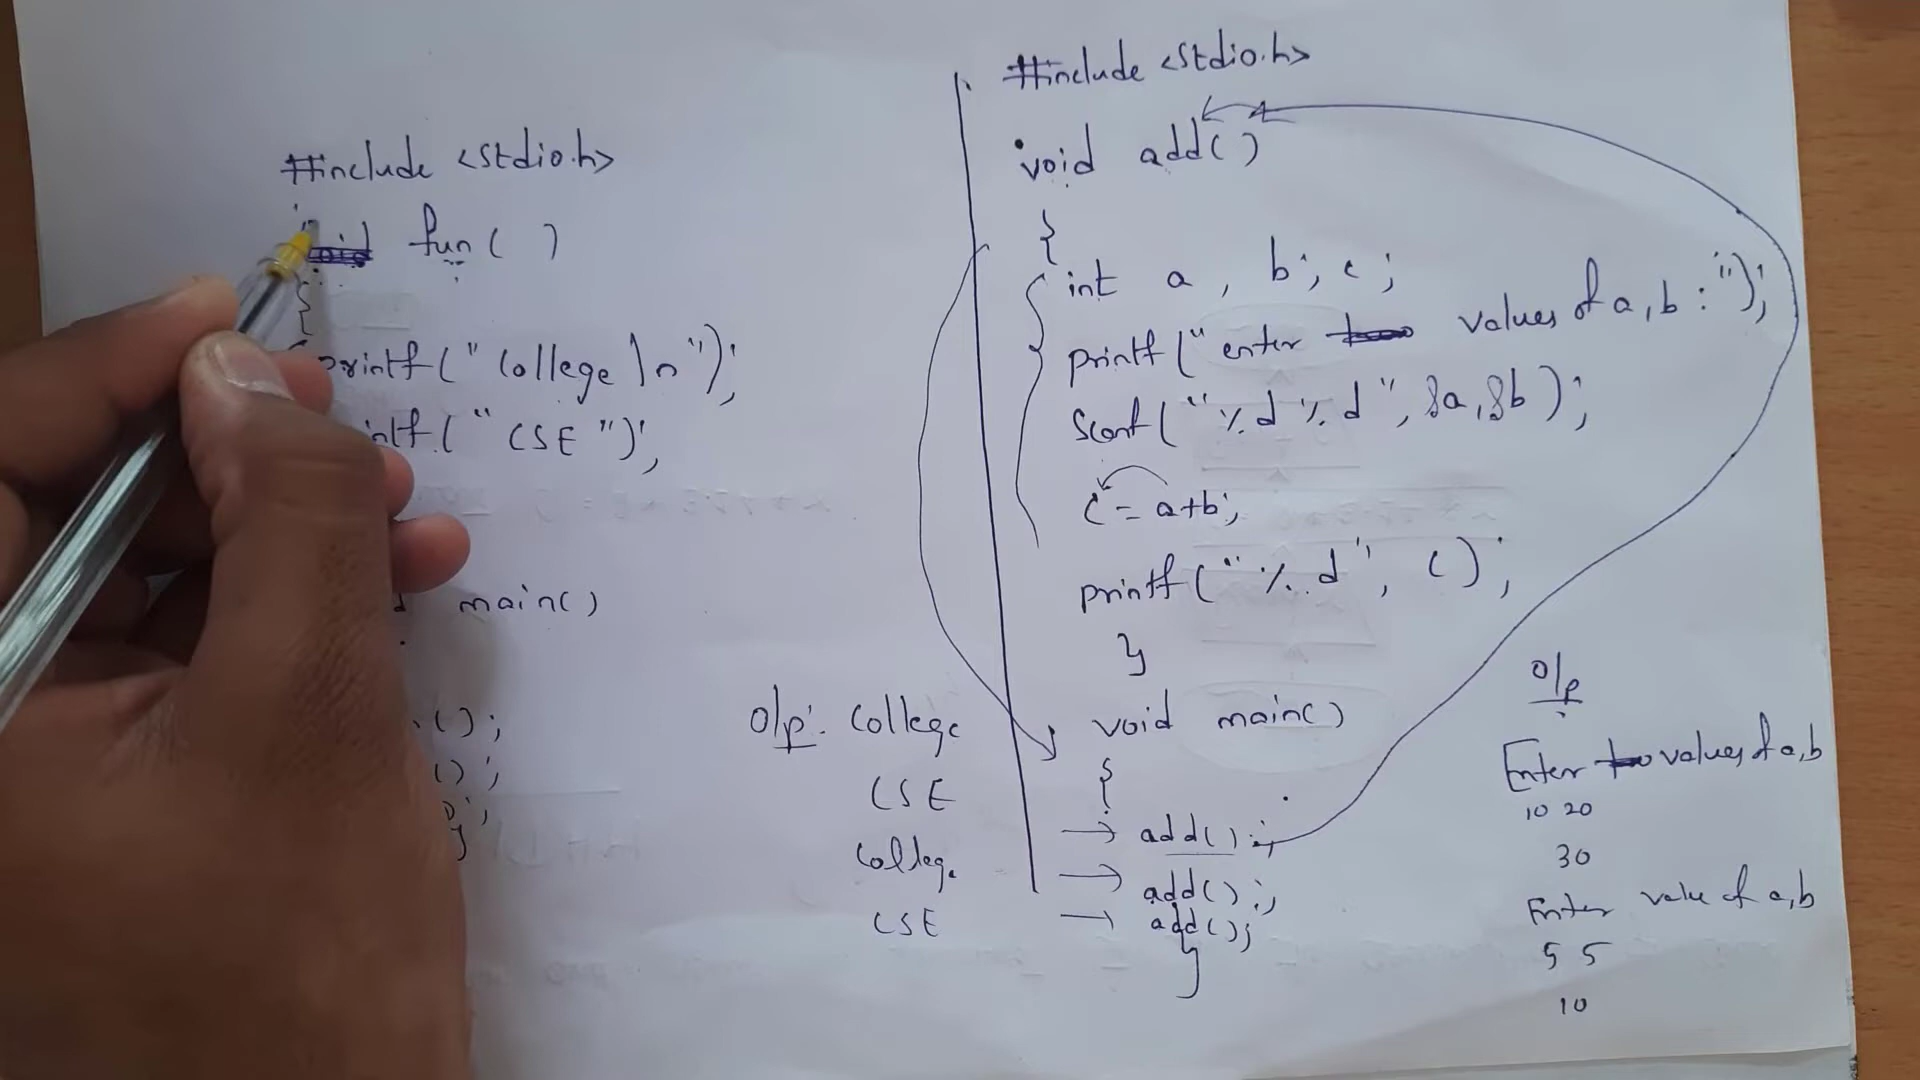 #include <stdio.h>
void fun( )
{
printf("College \n");
("CSE");
main()
();
();
}
O/p: College
CSE
College
CSE
#include <stdio.h>
void add()
{
int a, b, c;
printf("enter values of a, b : ");
Scanf("%d %d", &a, &b);
c = a+b;
printf("%d", c);
}
void main()
{
add();
add();
add();
}
O/p
Enter values of a, b
10 20
30
Enter value of a, b
5 5
10